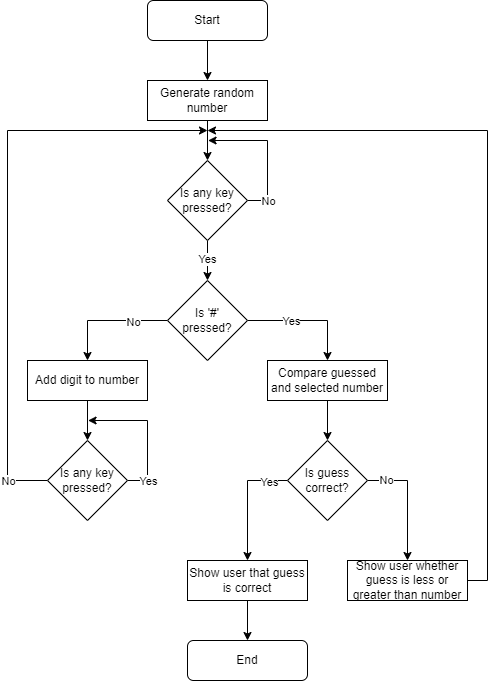 Start
Generate random
number
Is any key
pressed?
No
Yes
Is '#'
pressed?
No
Yes
Add digit to number
Compare guessed
and selected number
Is any key
pressed?
No
Yes
Is guess
correct?
Yes
No
Show user that guess
is correct
Show user whether
guess is less or
greater than number
End